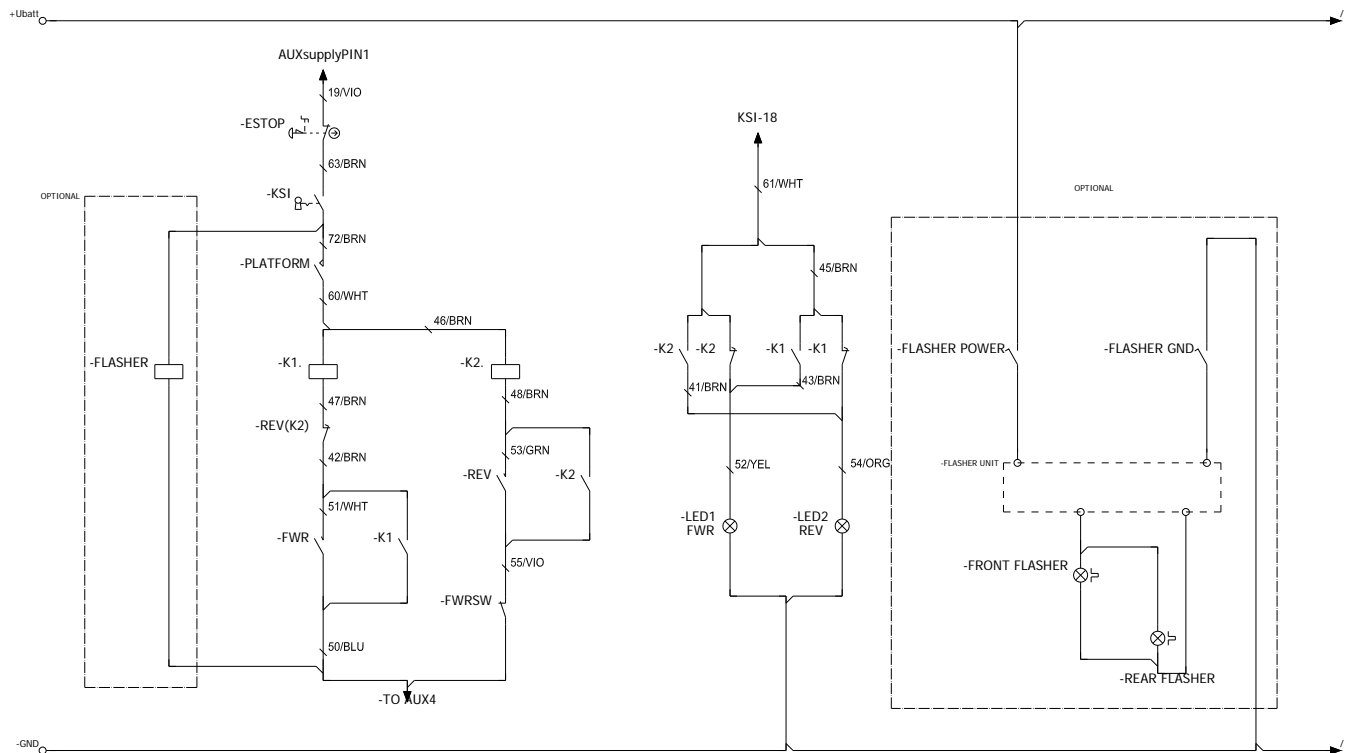 +Ubatt
/
AUXsupplyPIN1
19/VIO
-ESTOP
KSI-18
63/BRN
61/WHT
OPTIONAL
-KSI
OPTIONAL
72/BRN
-PLATFORM
45/BRN
60/WHT
46/BRN
-FLASHER
-K1.
-K2.
-K2
-K2
-K1
-K1
-FLASHER POWER
-FLASHER GND
41/BRN
43/BRN
47/BRN
48/BRN
-REV(K2)
53/GRN
42/BRN
-REV
-K2
52/YEL
54/ORG
-FLASHER UNIT
51/WHT
-FWR
-K1
-LED1
FWR
-LED2
REV
55/VIO
-FRONT FLASHER
-FWRSW
50/BLU
-REAR FLASHER
-TO AUX4
-GND
/